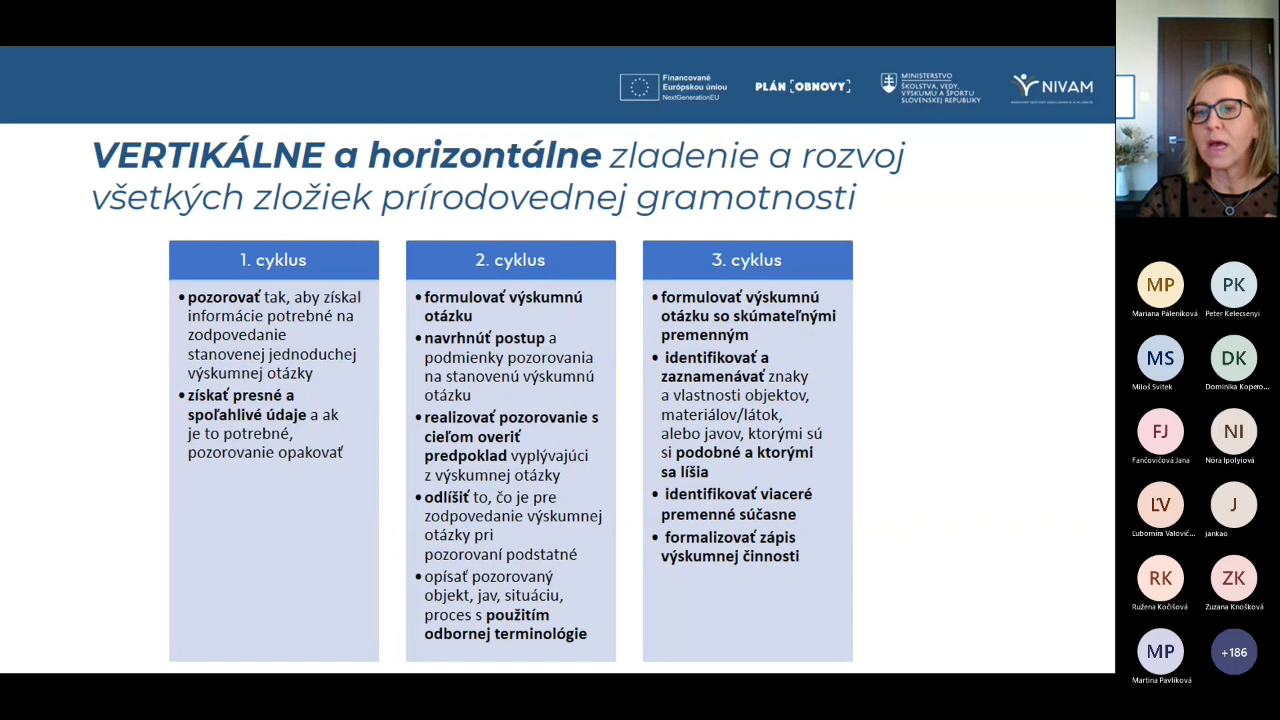 Financované
Európskou úniou
NextGenerationEU
PLÁN [OBNOVY]
MINISTERSTVO
ŠKOLSTVA, VEDY,
VÝSKUMU A ŠPORTU
SLOVENSKEJ REPUBLIKY
NIVAM
VERTIKÁLNE a horizontálne zladenie a rozvoj
všetkých zložiek prírodovednej gramotnosti
1. cyklus
• pozorovať tak, aby získal
informácie potrebné na
zodpovedanie
stanovenej jednoduchej
výskumnej otázky
• získať presné a
spoľahlivé údaje a ak
je to potrebné,
pozorovanie opakovať
2. cyklus
• formulovať výskumnú
otázku
• navrhnúť postup a
podmienky pozorovania
na stanovenú výskumnú
otázku
• realizovať pozorovanie s
cieľom overiť
predpoklad vyplývajúci
z výskumnej otázky
• odlíšiť to, čo je pre
zodpovedanie výskumnej
otázky pri
pozorovaní podstatné
• opísať pozorovaný
objekt, jav, situáciu,
proces s použitím
odbornej terminológie
3. cyklus
• formulovať výskumnú
otázku so skúmateľnými
premenným
• identifikovať a
zaznamenávať znaky
a vlastnosti objektov,
materiálov/látok,
alebo javov, ktorými sú
si podobné a ktorými
sa líšia
• identifikovať viaceré
premenné súčasne
• formalizovať zápis
výskumnej činnosti
MP
Mariana Páleníková
PK
Peter Kelecsenyi
MS
Miloš Svitek
DK
Dominika Kopero...
FJ
Fančovičová Jana
NI
Nóra Ipolyiová
ĽV
Ľubomíra Valovič...
J
jankao
RK
Ružena Kočišová
ZK
Zuzana Knošková
MP
Martina Pavlíková
+186